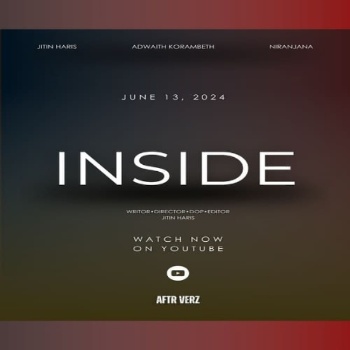 JITIN HARIS ADWAITH KORAMBETH NIRANJANA
JUNE 13, 2024
INSIDE
WRITOR+DIRECTOR+DOP+EDITOR
JITIN HARIS
WATCH NOW
ON YOUTUBE
AFTR VERZ